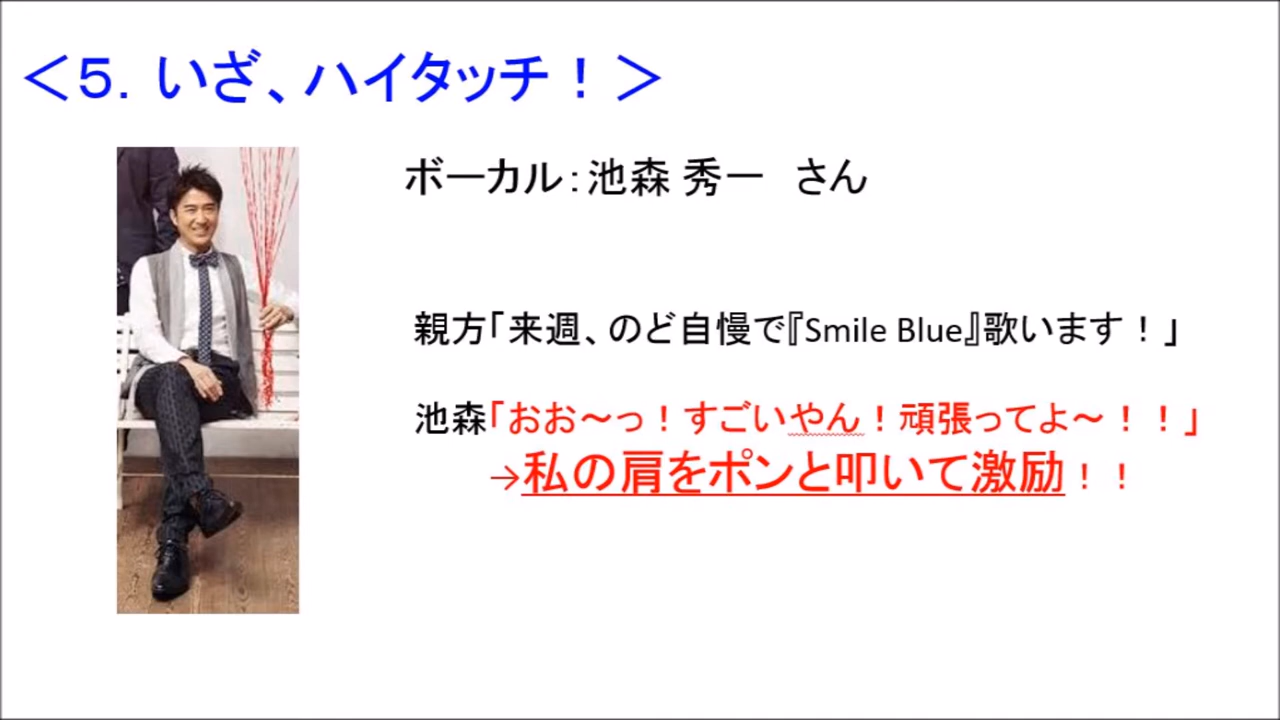 ＜５．いざ、ハイタッチ！＞
ボーカル：池森 秀一　さん
親方「来週、のど自慢で『Smile Blue』歌います！」
池森「おお～っ！すごいやん！頑張ってよ～！！」
→私の肩をポンと叩いて激励！！